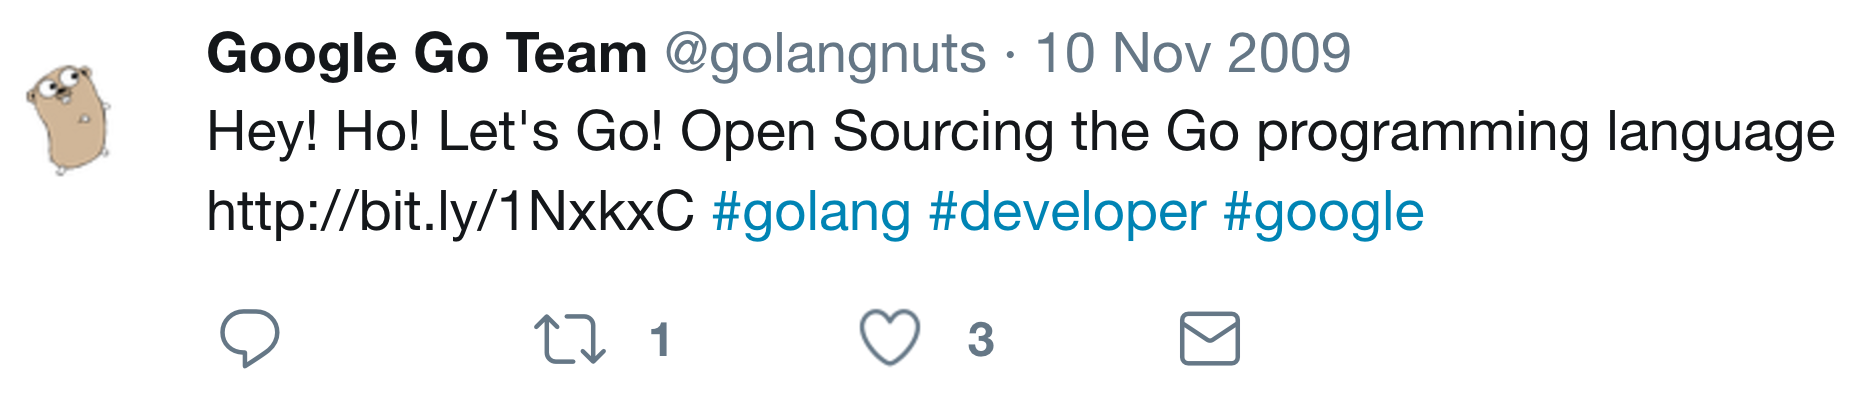 Google Go Team @golangnuts · 10 Nov 2009
Hey! Ho! Let's Go! Open Sourcing the Go programming language
http://bit.ly/1NxkxC #golang #developer #google
1 3